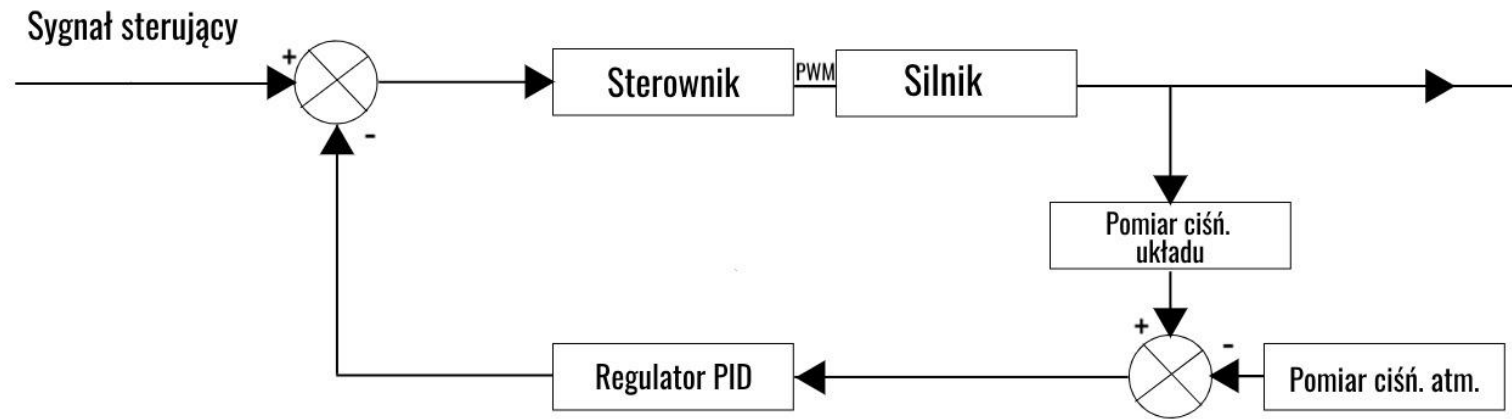 Sygnał sterujący
+
-
Sterownik
PWM
Silnik
Pomiar ciśń.
układu
+
-
Regulator PID
Pomiar ciśń. atm.